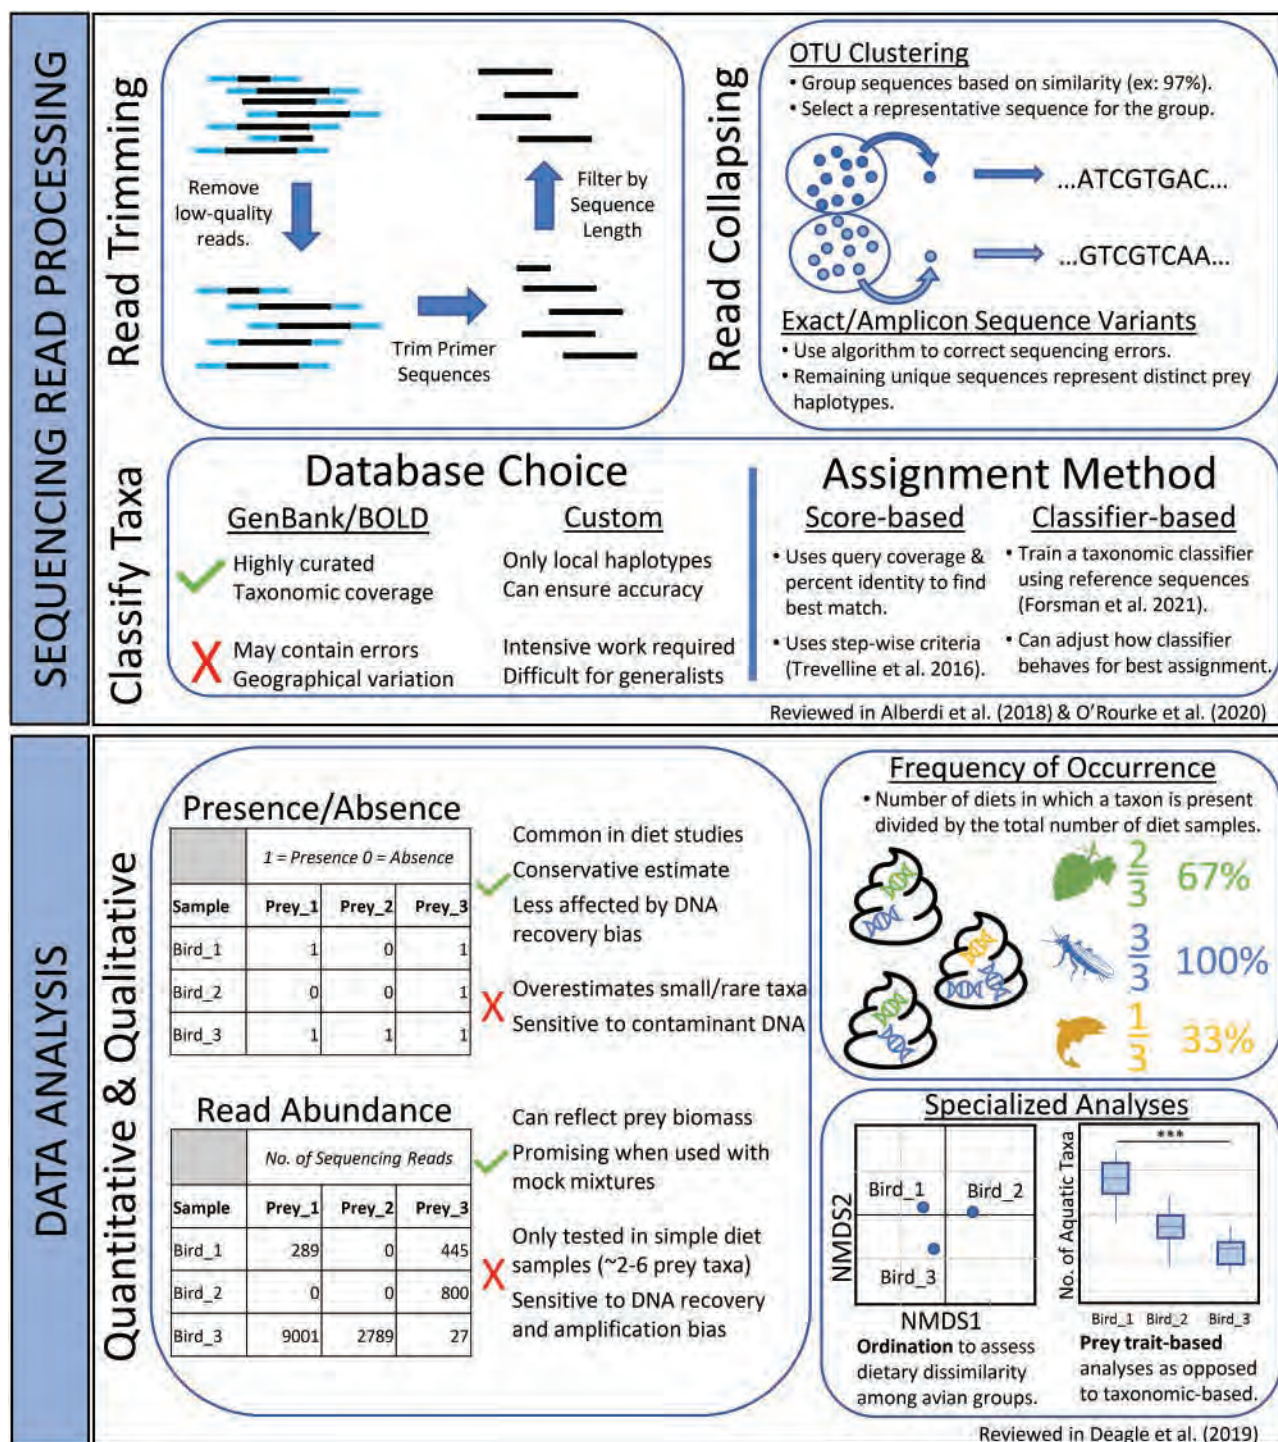 SEQUENCING READ PROCESSING
Read Trimming
Remove
low-quality
reads.
Trim Primer
Sequences
Filter by
Sequence
Length
Read Collapsing
OTU Clustering
• Group sequences based on similarity (ex: 97%).
• Select a representative sequence for the group.
...ATCGTGAC...
...GTCGTCAA...
Exact/Amplicon Sequence Variants
• Use algorithm to correct sequencing errors.
• Remaining unique sequences represent distinct prey
haplotypes.
Classify Taxa
Database Choice
GenBank/BOLD
Highly curated
Taxonomic coverage
May contain errors
Geographical variation
Custom
Only local haplotypes
Can ensure accuracy
Intensive work required
Difficult for generalists
Assignment Method
Score-based
• Uses query coverage &
percent identity to find
best match.
• Uses step-wise criteria
(Trevelline et al. 2016).
Classifier-based
• Train a taxonomic classifier
using reference sequences
(Forsman et al. 2021).
• Can adjust how classifier
behaves for best assignment.
Reviewed in Alberdi et al. (2018) & O'Rourke et al. (2020)
DATA ANALYSIS
Quantitative & Qualitative
Presence/Absence
1 = Presence 0 = Absence
Sample Prey_1 Prey_2 Prey_3
Bird_1 1 0 1
Bird_2 0 0 1
Bird_3 1 1 1
Common in diet studies
Conservative estimate
Less affected by DNA
recovery bias
Overestimates small/rare taxa
Sensitive to contaminant DNA
Read Abundance
No. of Sequencing Reads
Sample Prey_1 Prey_2 Prey_3
Bird_1 289 0 445
Bird_2 0 0 800
Bird_3 9001 2789 27
Can reflect prey biomass
Promising when used with
mock mixtures
Only tested in simple diet
samples (~2-6 prey taxa)
Sensitive to DNA recovery
and amplification bias
Frequency of Occurrence
• Number of diets in which a taxon is present
divided by the total number of diet samples.
2/3 67%
3/3 100%
1/3 33%
Specialized Analyses
NMDS2
Bird_1
Bird_2
Bird_3
NMDS1
Ordination to assess
dietary dissimilarity
among avian groups.
No. of Aquatic Taxa
***
Bird_1 Bird_2 Bird_3
Prey trait-based
analyses as opposed
to taxonomic-based.
Reviewed in Deagle et al. (2019)